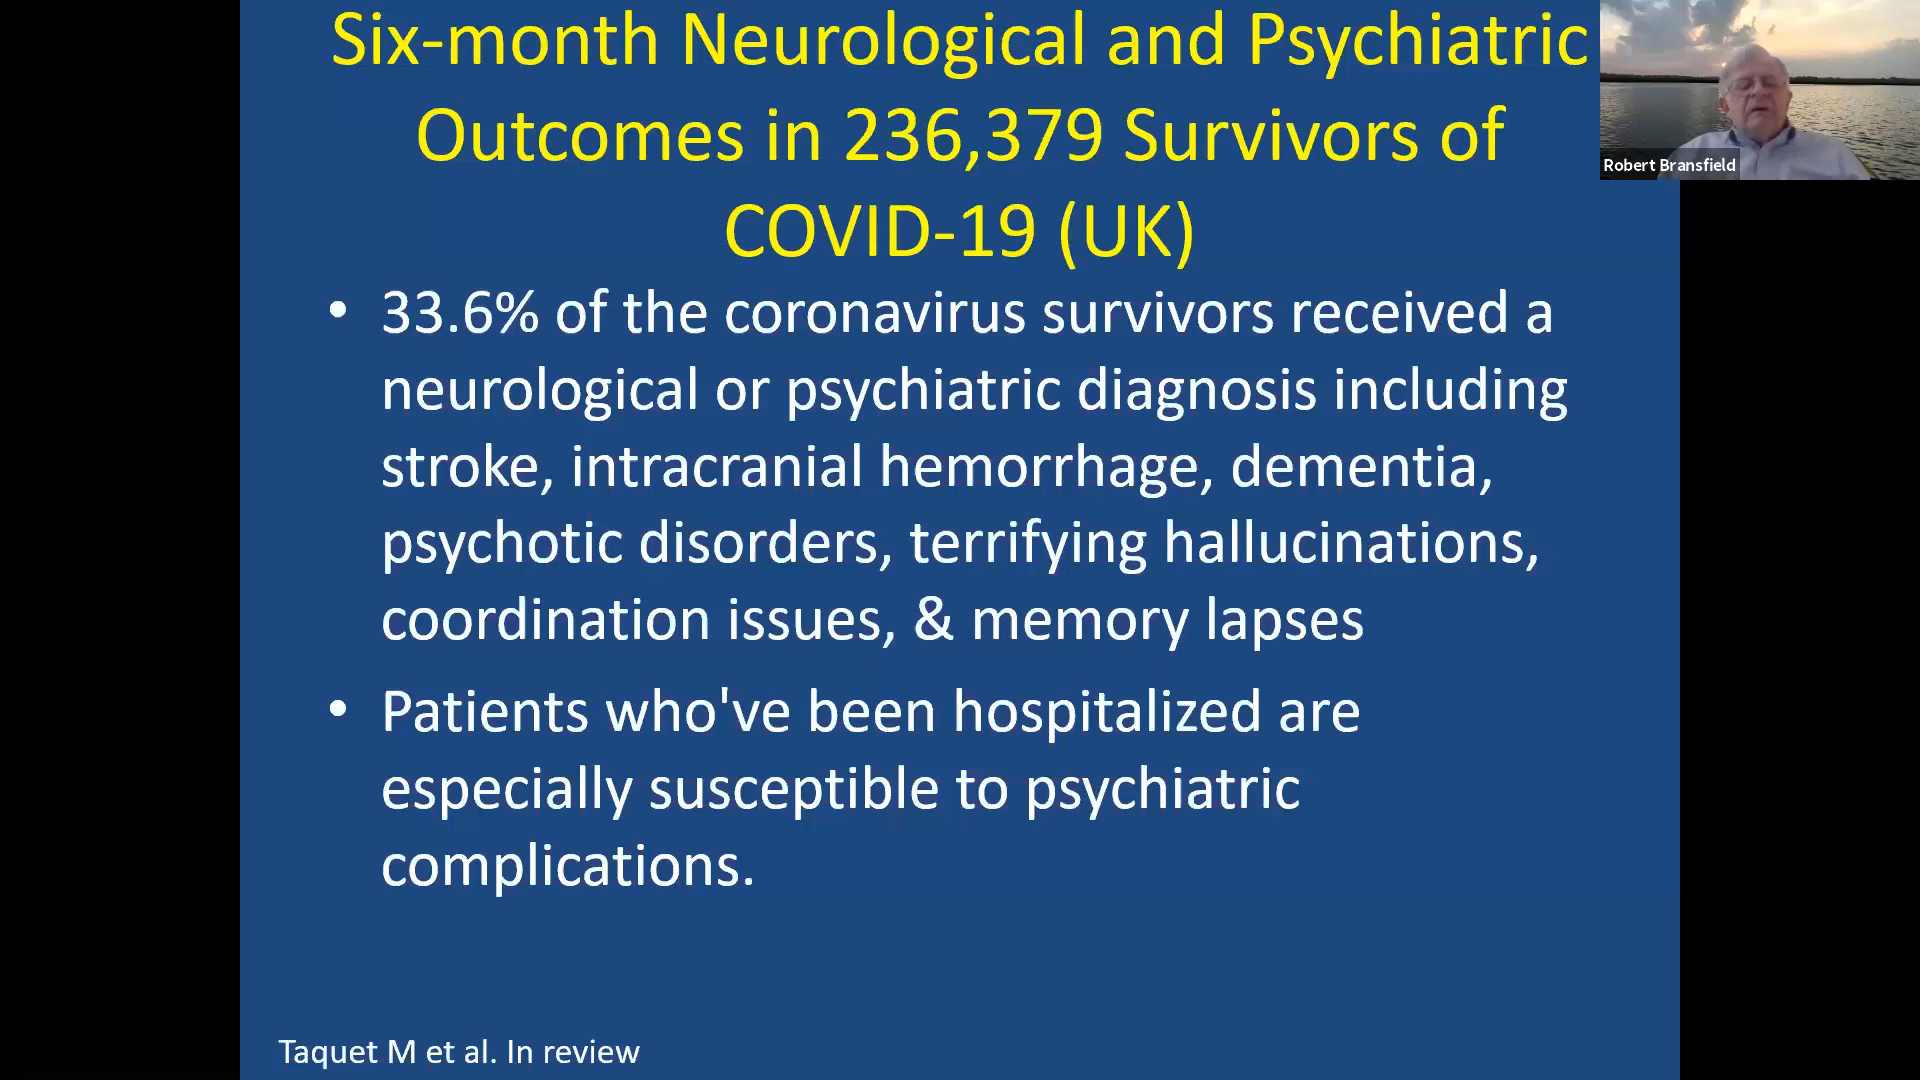 Six-month Neurological and Psychiatric
Outcomes in 236,379 Survivors of
COVID-19 (UK)
Robert Bransfield
• 33.6% of the coronavirus survivors received a
neurological or psychiatric diagnosis including
stroke, intracranial hemorrhage, dementia,
psychotic disorders, terrifying hallucinations,
coordination issues, & memory lapses
• Patients who've been hospitalized are
especially susceptible to psychiatric
complications.
Taquet M et al. In review